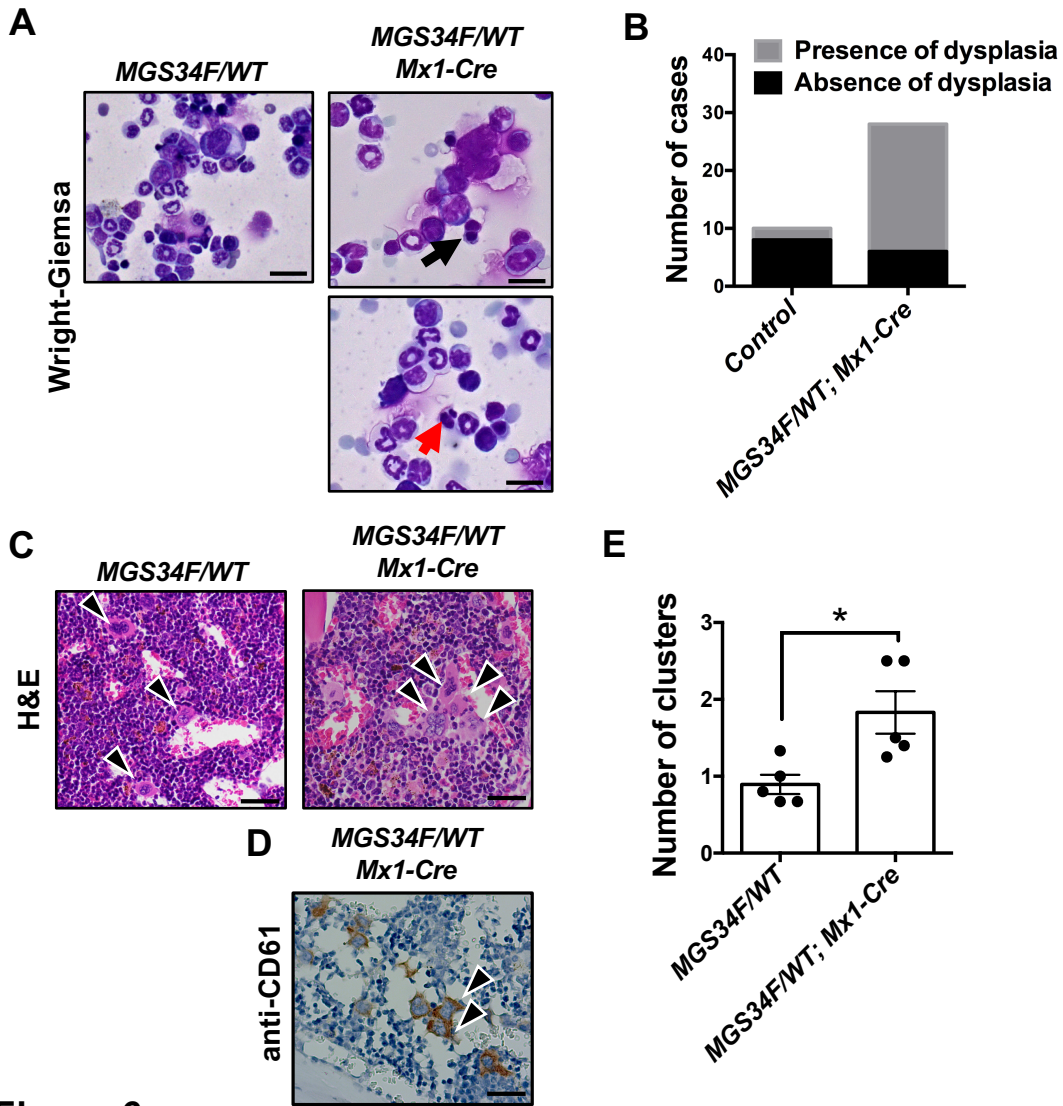 A
MGS34F/WT
MGS34F/WT
Mx1-Cre
Wright-Giemsa
B
Presence of dysplasia
Absence of dysplasia
Number of cases
40
30
20
10
0
Control
MGS34F/WT; Mx1-Cre
C
MGS34F/WT
MGS34F/WT
Mx1-Cre
H&E
D
MGS34F/WT
Mx1-Cre
anti-CD61
E
Number of clusters
3
2
1
0
*
MGS34F/WT
MGS34F/WT; Mx1-Cre